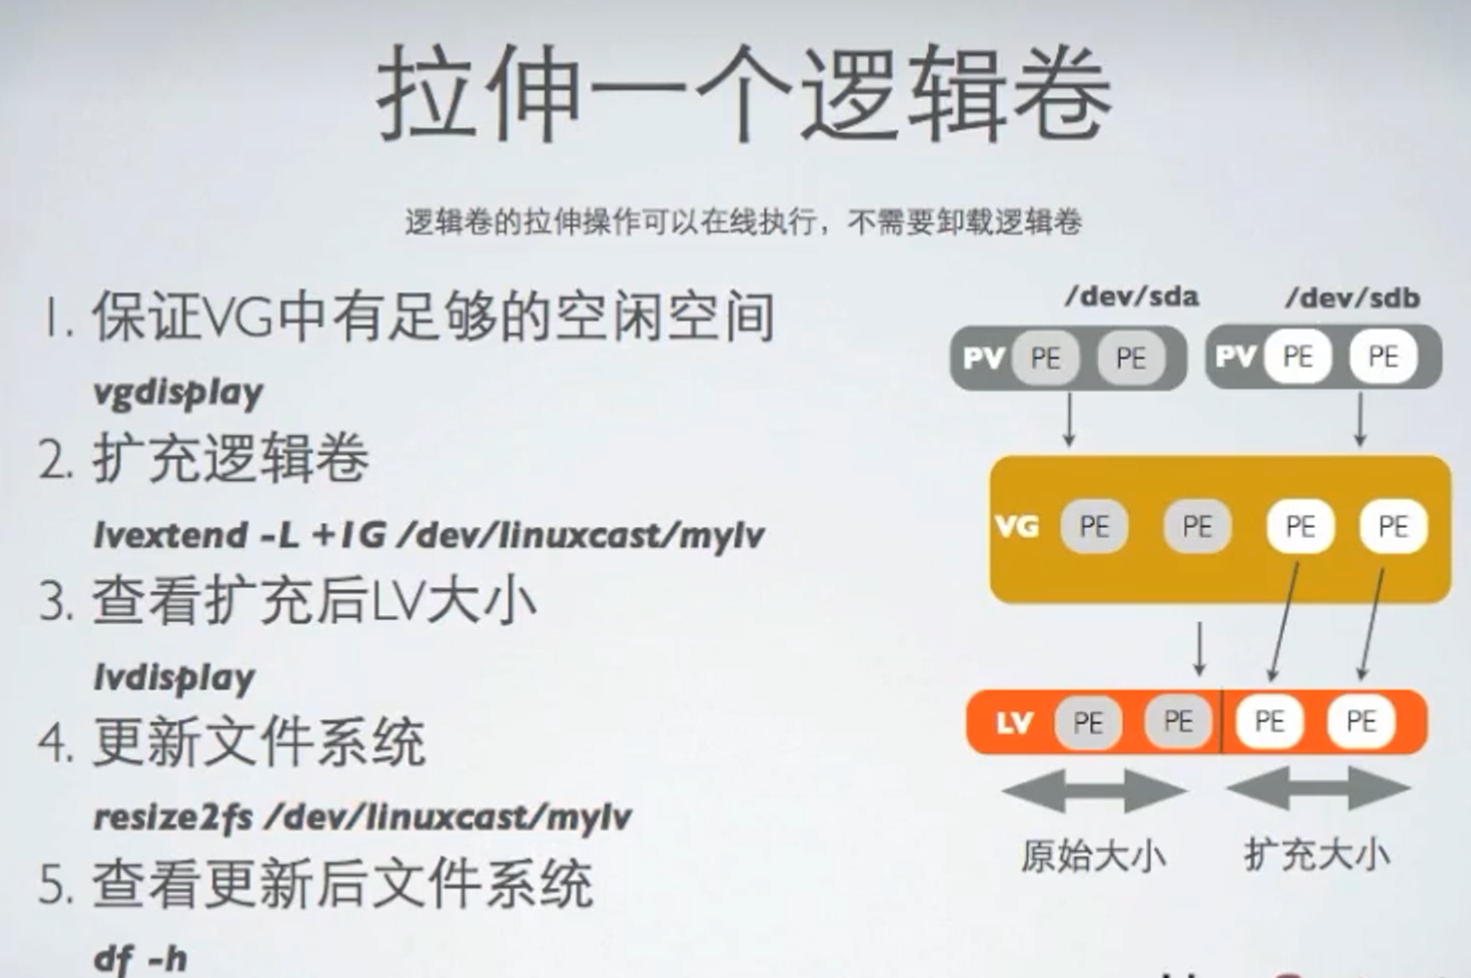 拉伸一个逻辑卷
逻辑卷的拉伸操作可以在线执行，不需要卸载逻辑卷
1. 保证VG中有足够的空闲空间
vgdisplay
2. 扩充逻辑卷
lvextend -L +1G /dev/linuxcast/mylv
3. 查看扩充后LV大小
lvdisplay
4. 更新文件系统
resize2fs /dev/linuxcast/mylv
5. 查看更新后文件系统
df -h
/dev/sda /dev/sdb
PV PE PE PV PE PE
VG PE PE PE PE
LV PE PE PE PE
原始大小 扩充大小